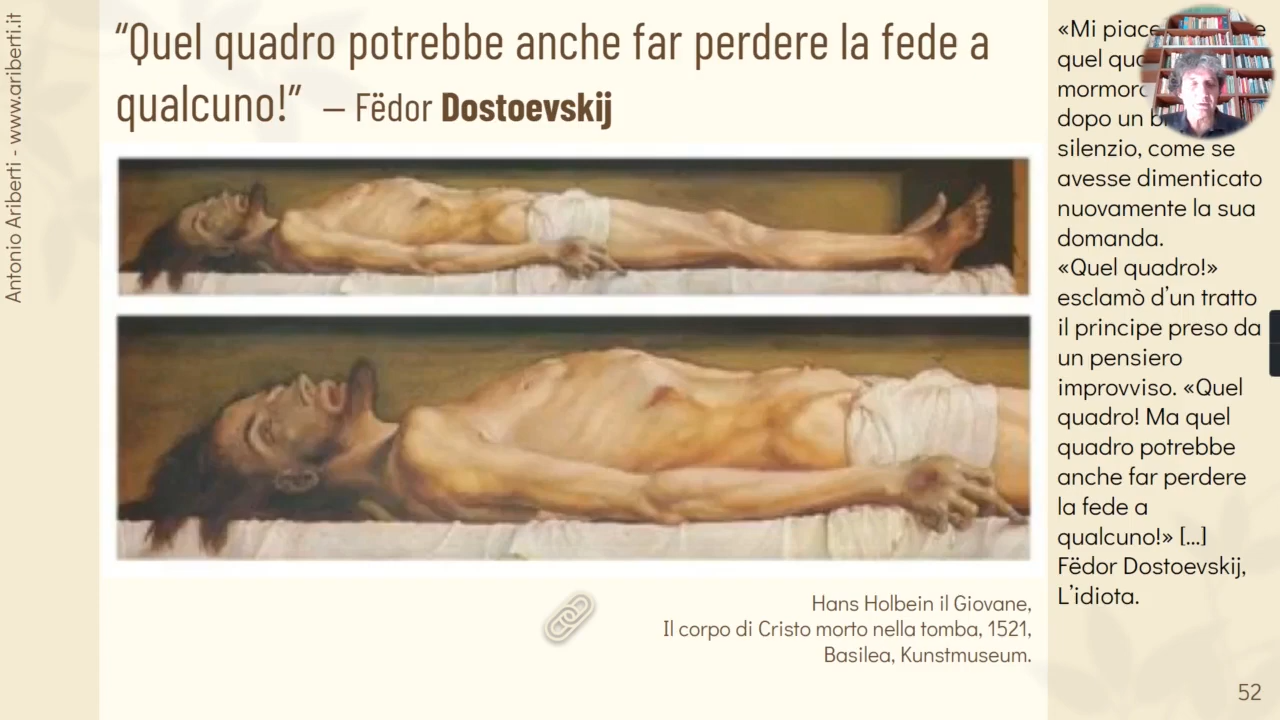 Antonio Ariberti - www.ariberti.it
“Quel quadro potrebbe anche far perdere la fede a
qualcuno!” – Fëdor Dostoevskij
Hans Holbein il Giovane,
Il corpo di Cristo morto nella tomba, 1521,
Basilea, Kunstmuseum.
«Mi piace
quel
dopo un
silenzio, come se
avesse dimenticato
nuovamente la sua
domanda.
«Quel quadro!»
esclamò d’un tratto
il principe preso da
un pensiero
improvviso. «Quel
quadro! Ma quel
quadro potrebbe
anche far perdere
la fede a
qualcuno!» [...]
Fëdor Dostoevskij,
L’idiota.
52